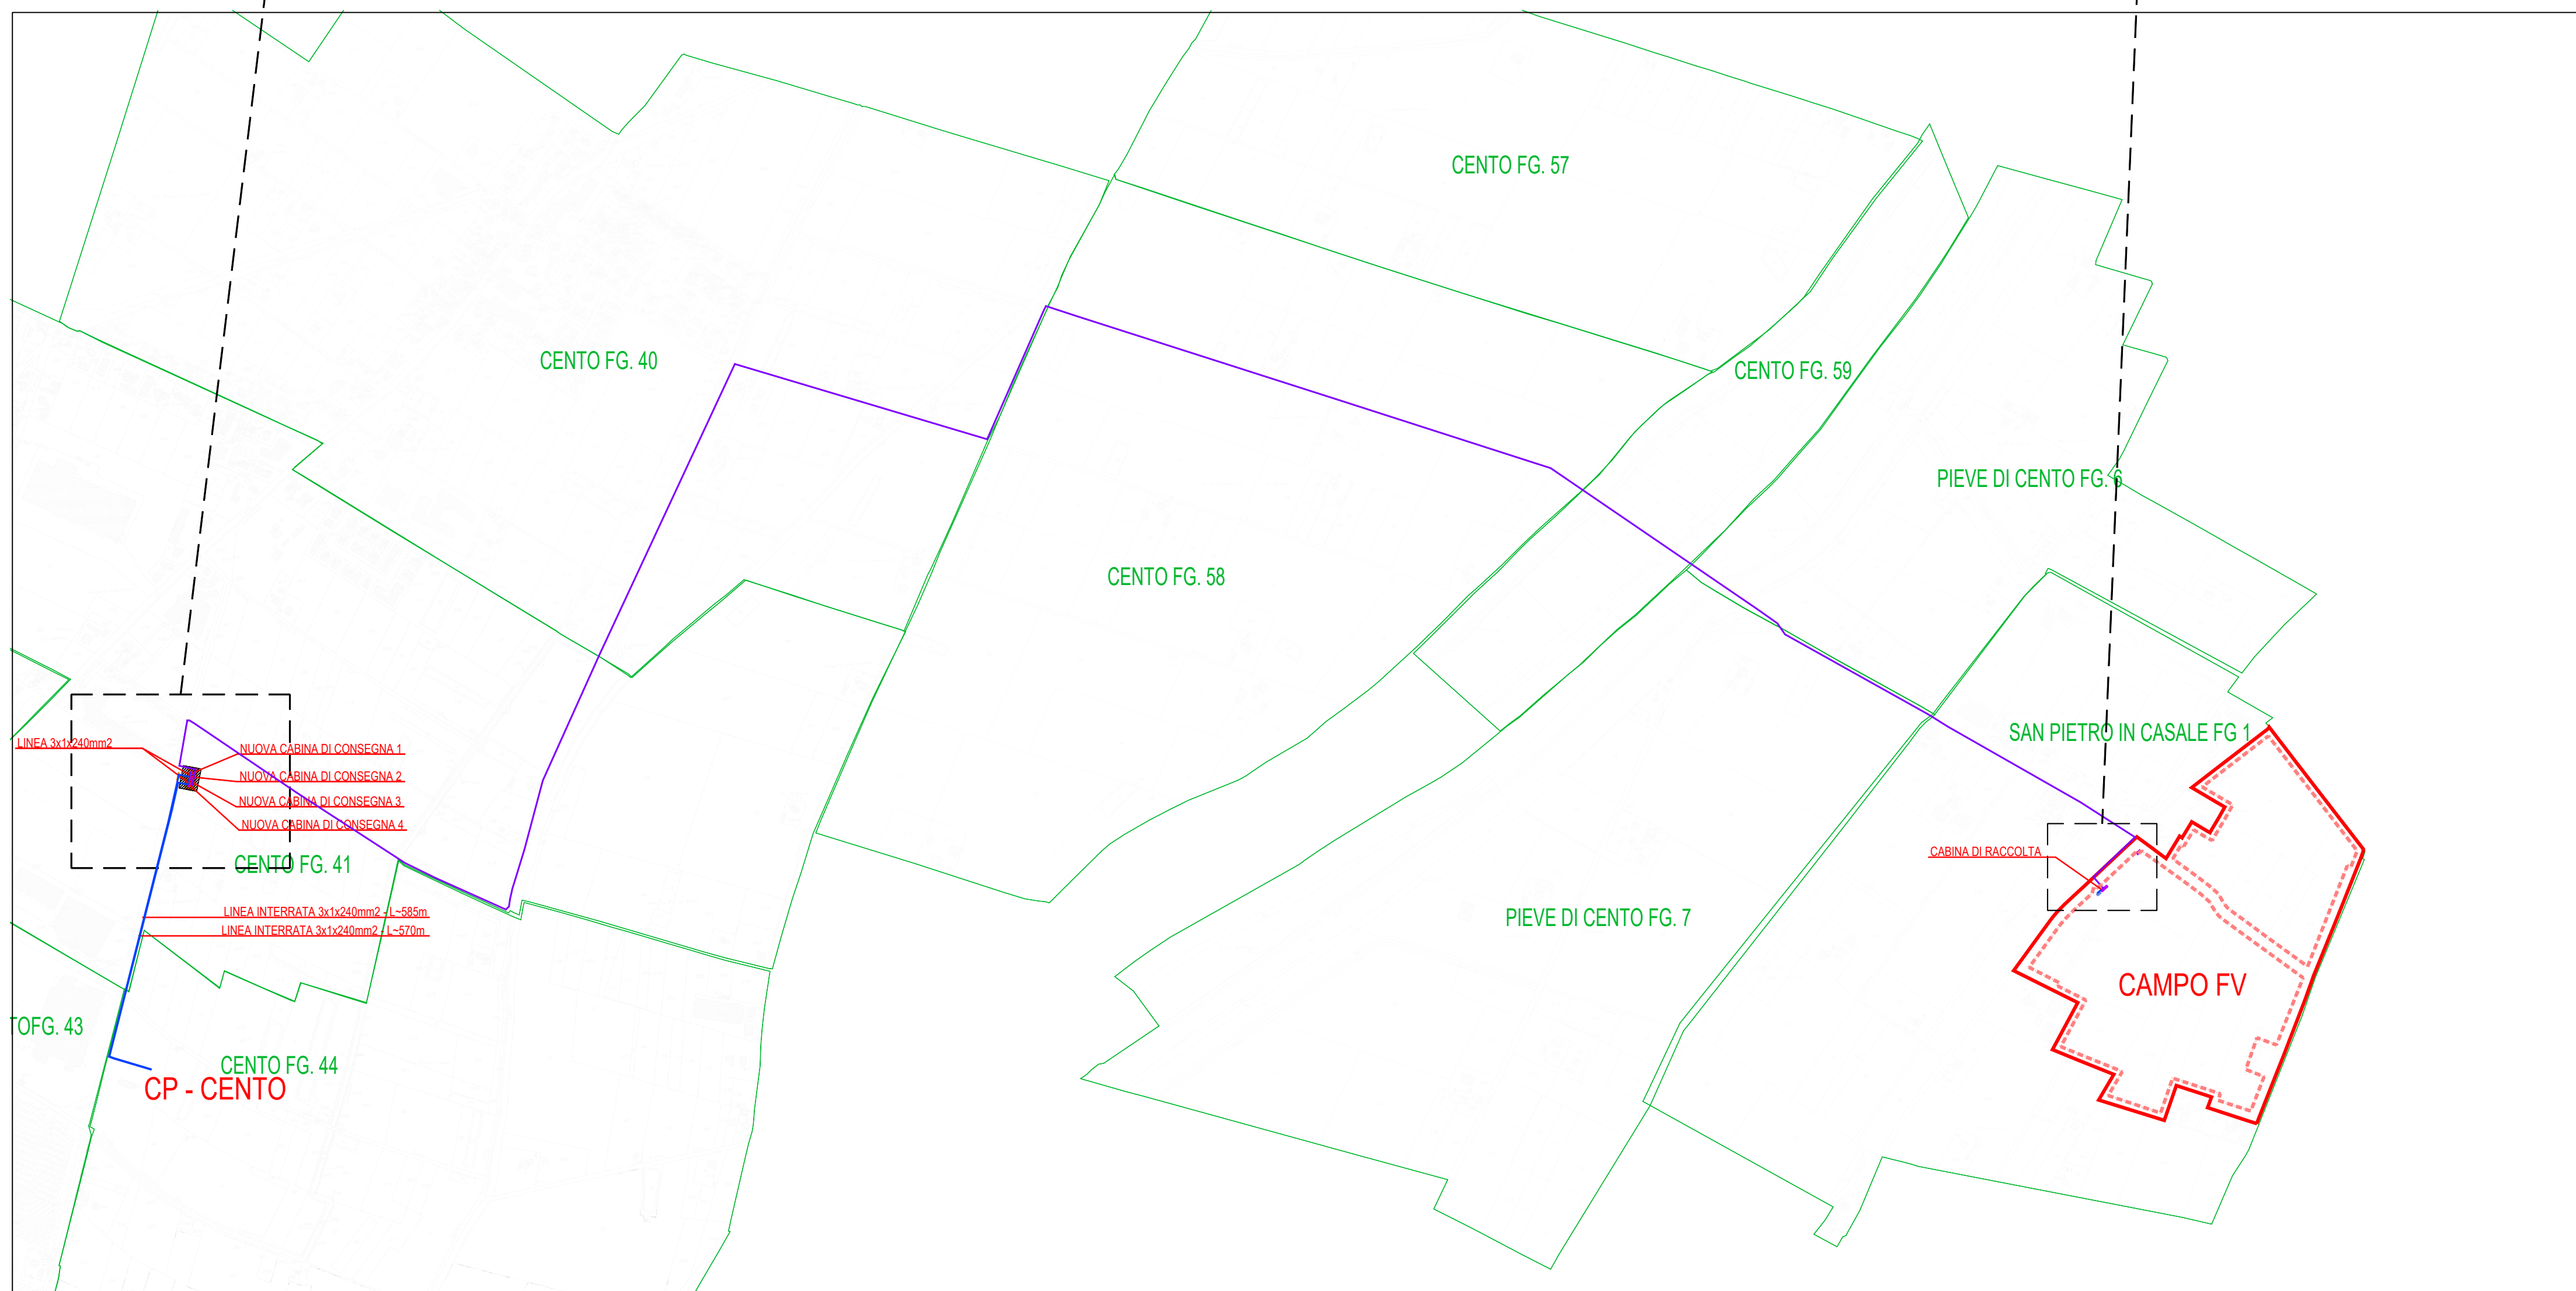 CENTO FG. 57
CENTO FG. 40
CENTO FG. 59
PIEVE DI CENTO FG. 6
CENTO FG. 58
SAN PIETRO IN CASALE FG 1
LINEA 3x1x240mm2
NUOVA CABINA DI CONSEGNA 1
NUOVA CABINA DI CONSEGNA 2
NUOVA CABINA DI CONSEGNA 3
NUOVA CABINA DI CONSEGNA 4
CENTO FG. 41
CABINA DI RACCOLTA
LINEA INTERRATA 3x1x240mm2 - L~585m
LINEA INTERRATA 3x1x240mm2 - L~570m
PIEVE DI CENTO FG. 7
CAMPO FV
TOFG. 43
CENTO FG. 44
CP - CENTO